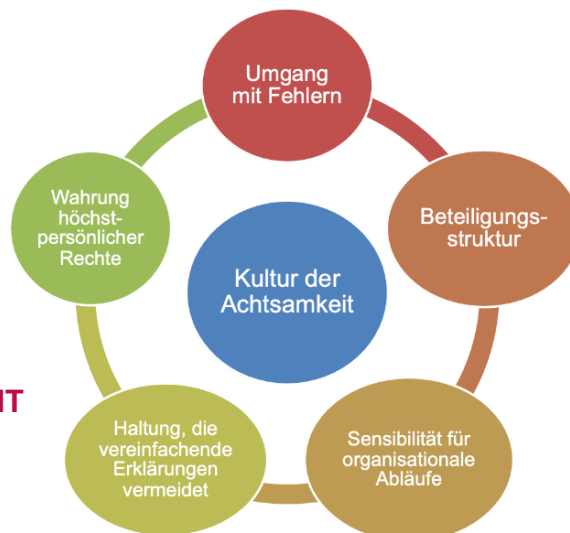 Umgang
mit Fehlern
Beteiligungs-
struktur
Sensibilität für
organisationale
Abläufe
Haltung, die
vereinfachende
Erklärungen
vermeidet
Wahrung
höchst-
persönlicher
Rechte
Kultur der
Achtsamkeit
IT